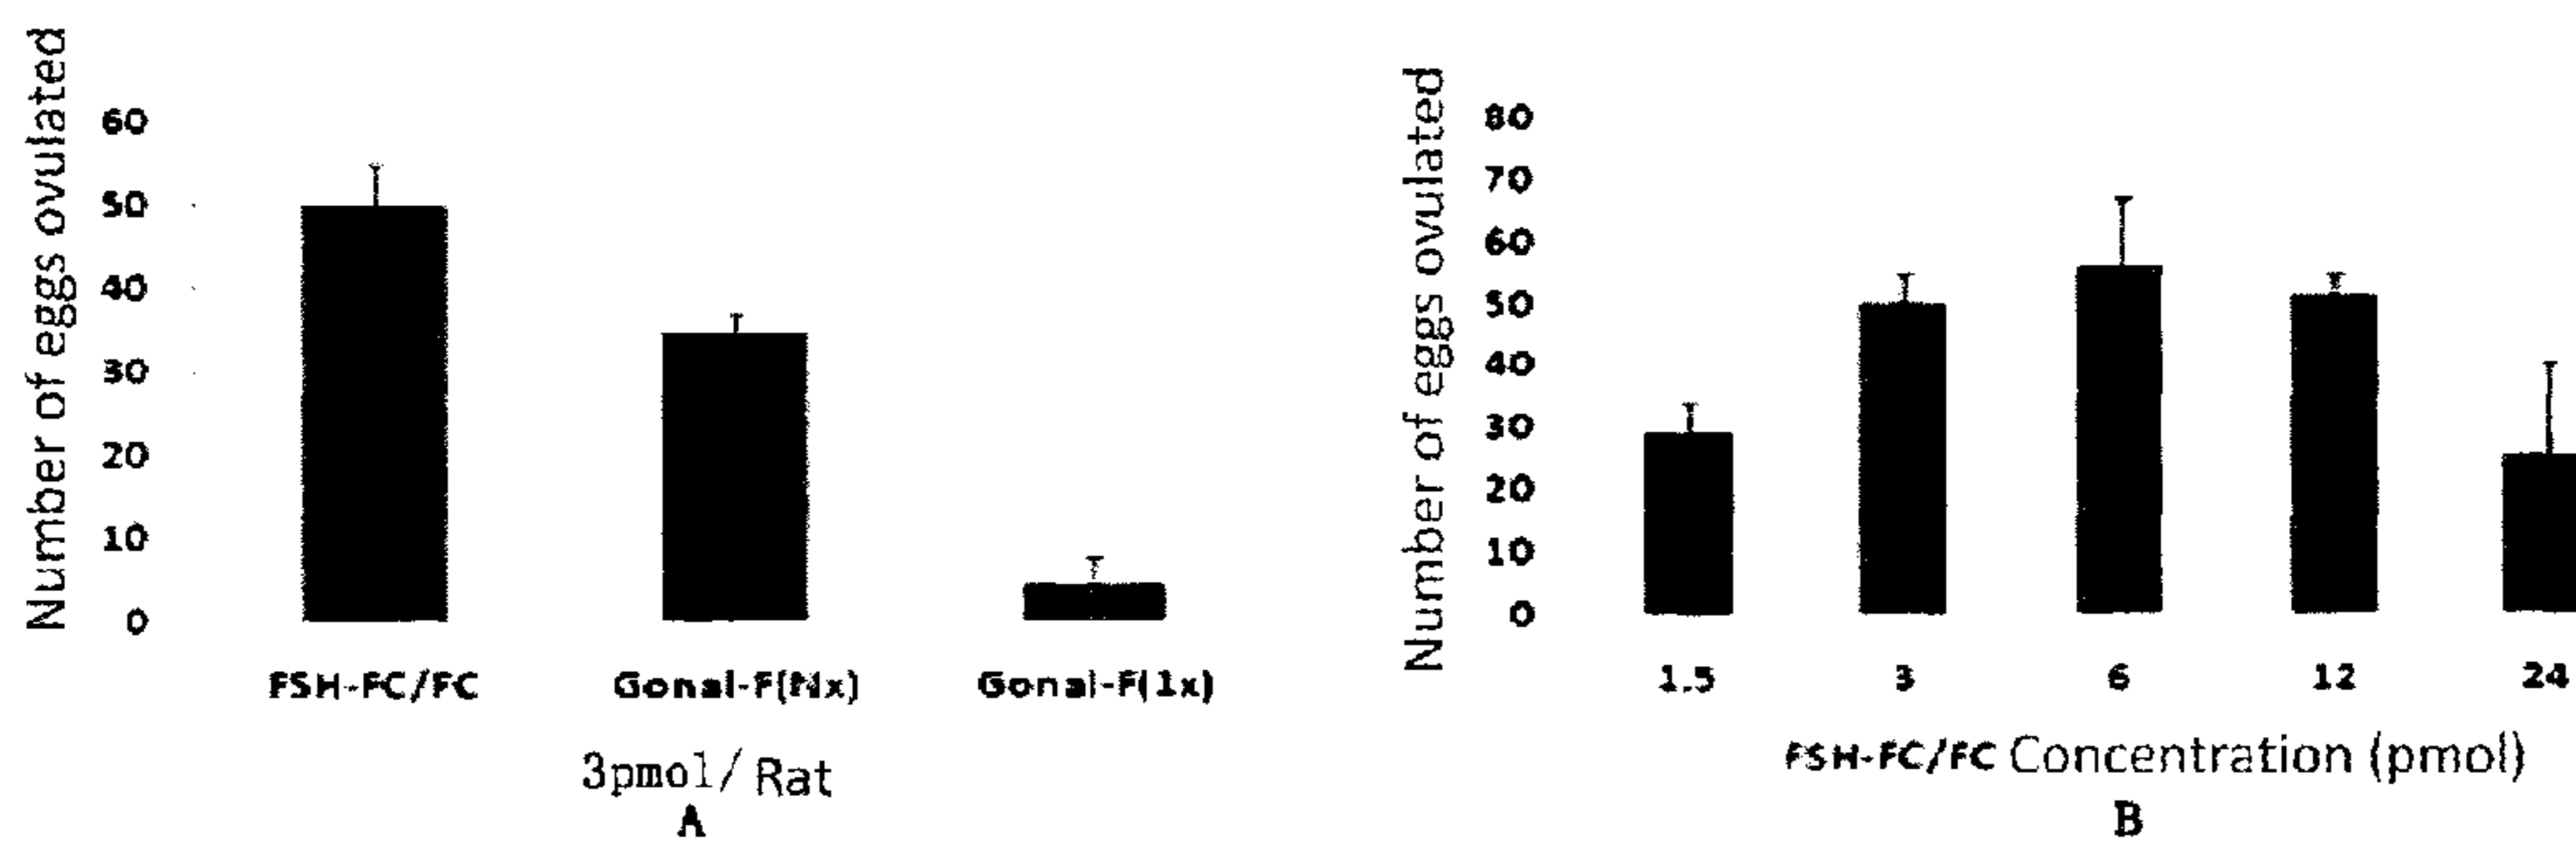 Number of eggs ovulated
60
50
40
30
20
10
0
FSH-FC/FC Gonal-F(Nx) Gonal-F(1x)
3pmol/ Rat
A
Number of eggs ovulated
80
70
60
50
40
30
20
10
0
1.5 3 6 12 24
FSH-FC/FC Concentration (pmol)
B